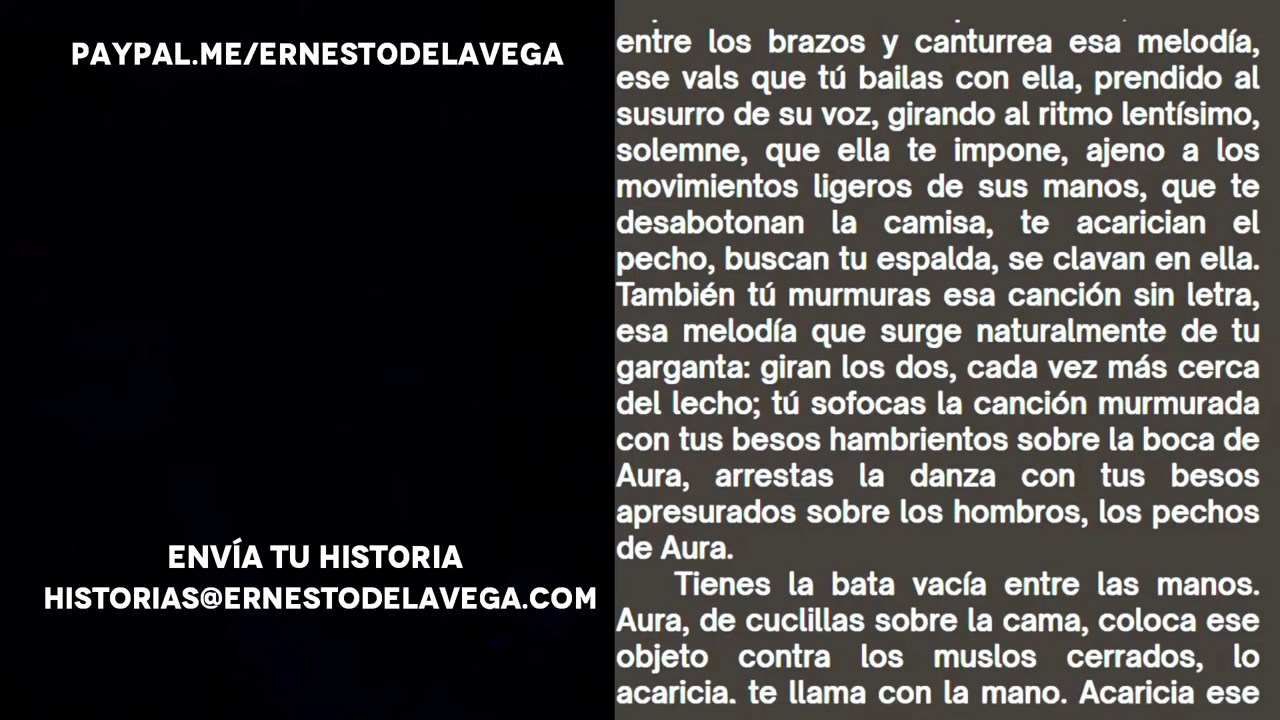 PAYPAL.ME/ERNESTODELAVEGA
ENVÍA TU HISTORIA
HISTORIAS@ERNESTODELAVEGA.COM
entre los brazos y canturrea esa melodía,
ese vals que tú bailas con ella, prendido al
susurro de su voz, girando al ritmo lentísimo,
solemne, que ella te impone, ajeno a los
movimientos ligeros de sus manos, que te
desabotonan la camisa, te acarician el
pecho, buscan tu espalda, se clavan en ella.
También tú murmuras esa canción sin letra,
esa melodía que surge naturalmente de tu
garganta: giran los dos, cada vez más cerca
del lecho; tú sofocas la canción murmurada
con tus besos hambrientos sobre la boca de
Aura, arrestas la danza con tus besos
apresurados sobre los hombros, los pechos
de Aura.
Tienes la bata vacía entre las manos.
Aura, de cuclillas sobre la cama, coloca ese
objeto contra los muslos cerrados, lo
acaricia, te llama con la mano. Acaricia ese